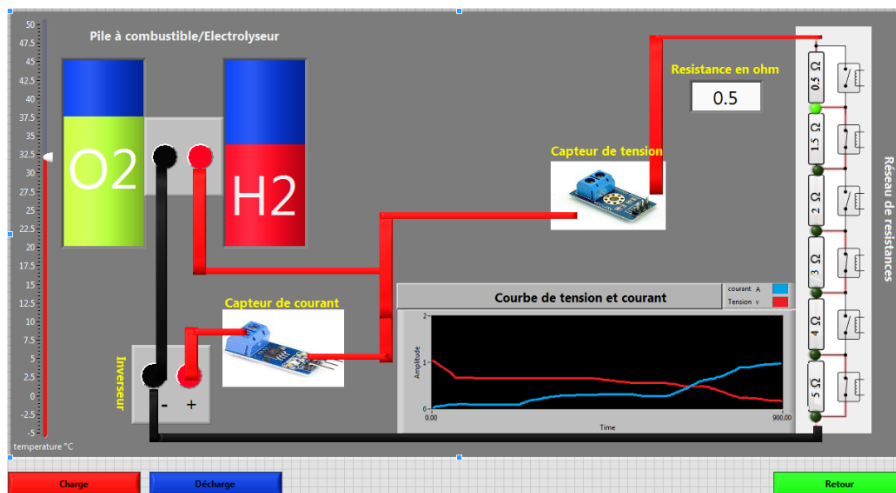 Pile à combustible/Electrolyseur
50
47.5
45
42.5
40
37.5
35
32.5
30
27.5
25
22.5
20
17.5
15
12.5
10
7.5
5
2.5
0
-2.5
-5
temperature °C
O2
H2
Resistance en ohm
0.5
Capteur de tension
Capteur de courant
Inverseur
- +
Courbe de tension et courant
courant A
Tension v
Amplitude
2
1
0
0.00
900.00
Time
0.5 Ω
1.5 Ω
2 Ω
3 Ω
4 Ω
5 Ω
Réseau de resistances
Charge
Décharge
Retour